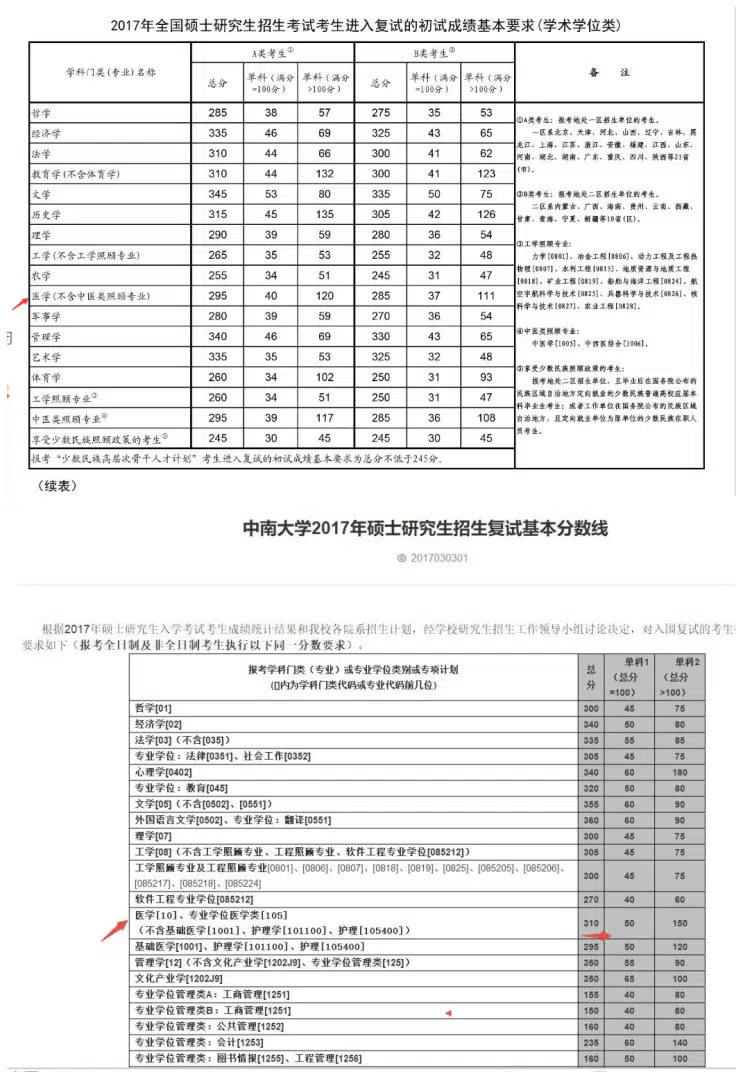 2017年全国硕士研究生招生考试考生进入复试的初试成绩基本要求(学术学位类)
学科门类(专业)名称 A类考生① B类考生② 备 注
总分 单科(满分=100分) 单科(满分>100分) 总分 单科(满分=100分) 单科(满分>100分)
哲学 285 38 57 275 35 53
经济学 335 46 69 325 43 65
法学 310 44 66 300 41 62
教育学(不含体育学) 310 44 132 300 41 123
文学 345 53 80 335 50 75
历史学 315 45 135 305 42 126
理学 290 39 59 280 36 54
工学(不含工学照顾专业) 265 35 53 255 32 48
农学 255 34 51 245 31 47
医学(不含中医类照顾专业) 295 40 120 285 37 111
军事学 280 39 59 270 36 54
管理学 340 46 69 330 43 65
艺术学 335 35 53 325 32 48
体育学 260 34 102 250 31 93
工学照顾专业③ 260 34 51 250 31 47
中医类照顾专业④ 295 39 117 285 36 108
享受少数民族照顾政策的考生⑤ 245 30 45 245 30 45
报考“少数民族高层次骨干人才计划”考生进入复试的初试成绩基本要求为总分不低于245分。
①A类考生：报考地处一区招生单位的考生。
一区系北京、天津、河北、山西、辽宁、吉林、黑
龙江、上海、江苏、浙江、安徽、福建、江西、山东、
河南、湖北、湖南、广东、重庆、四川、陕西等21省
(市)。
②B类考生：报考地处二区招生单位的考生。
二区系内蒙古、广西、海南、贵州、云南、西藏、
甘肃、青海、宁夏、新疆等10省(区)。
③工学照顾专业：
力学[0801]、冶金工程[0806]、动力工程及工程热
物理[0807]、水利工程[0815]、地质资源与地质工程
[0818]、矿业工程[0819]、船舶与海洋工程[0824]、航
空宇航科学与技术[0825]、兵器科学与技术[0826]、核
科学与技术[0827]、农业工程[0828]。
④中医类照顾专业：
中医学[1005]、中西医结合[1006]。
⑤享受少数民族照顾政策的考生：
报考地处二区招生单位，且毕业后在国务院公布的
民族区域自治地方定向就业的少数民族普通高校应届本
科毕业生考生；或者工作单位在国务院公布的民族区域
自治地方，且定向就业单位为原单位的少数民族在职人
员考生。
(续表)
中南大学2017年硕士研究生招生复试基本分数线
2017030301
根据2017年硕士研究生入学考试考生成绩统计结果和我校各院系招生计划，经学校研究生招生工作领导小组讨论决定，对入围复试的考生
要求如下（报考全日制及非全日制考生执行以下同一分数要求）。
报考学科门类（专业）或专业学位类别或专项计划 总分 单科1 单科2
([]内为学科门类代码或专业代码前几位) （总分=100） （总分>100）
哲学[01] 300 45 75
经济学[02] 340 50 80
法学[03]（不含[035]） 335 55 85
专业学位：法律[0351]、社会工作[0352] 305 45 75
心理学[0402] 340 60 180
专业学位：教育[045] 320 50 80
文学[05]（不含[0502]、[0551]） 355 60 90
外国语言文学[0502]、专业学位：翻译[0551] 360 60 90
理学[07] 300 45 75
工学[08]（不含工学照顾专业、工程照顾专业、软件工程专业学位[085212]） 305 45 75
工学照顾专业及工程照顾专业[0801]、[0806]、[0807]、[0818]、[0819]、[0825]、[085205]、[085206]、
[085217]、[085218]、[085224] 300 45 75
软件工程专业学位[085212] 270 40 60
医学[10]、专业学位医学类[105]
（不含基础医学[1001]、护理学[101100]、护理[105400]） 310 50 150
基础医学[1001]、护理学[101100]、护理[105400] 295 50 120
管理学[12]（不含文化产业学[1202J9]、专业学位管理类[125]） 350 55 90
文化产业学[1202J9] 350 65 100
专业学位管理类A：工商管理[1251] 155 40 80
专业学位管理类B：工商管理[1251] 150 40 80
专业学位管理类：公共管理[1252] 160 40 80
专业学位管理类：会计[1253] 235 60 140
专业学位管理类：图书情报[1255]、工程管理[1256] 160 50 100